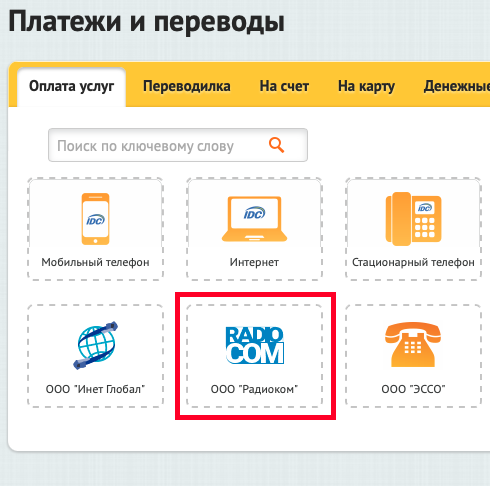 Платежи и переводы
Оплата услуг Переводилка На счет На карту Денежные
Поиск по ключевому слову
IDC IDC IDC
Мобильный телефон Интернет Стационарный телефон
RADIO
COM
ООО "Инет Глобал" ООО "Радиоком" ООО "ЭССО"